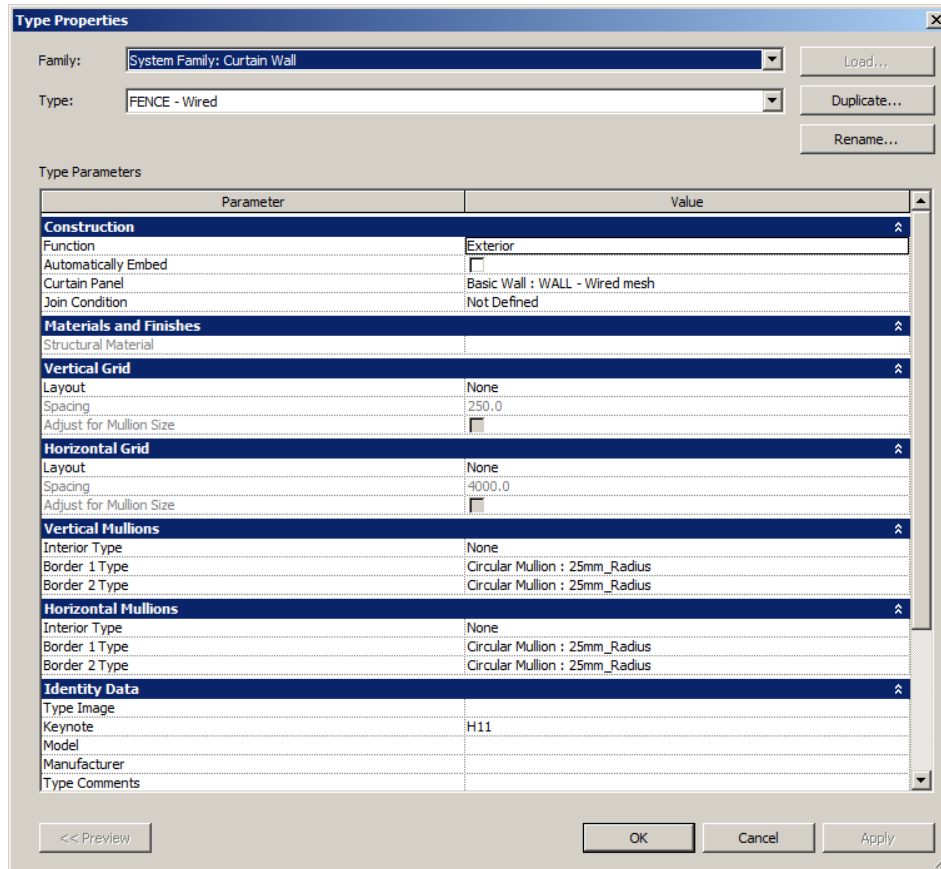 Type Properties
Family: System Family: Curtain Wall Load...
Type: FENCE - Wired Duplicate...
Rename...
Type Parameters
Parameter Value
Construction
Function Exterior
Automatically Embed
Curtain Panel Basic Wall : WALL - Wired mesh
Join Condition Not Defined
Materials and Finishes
Structural Material
Vertical Grid
Layout None
Spacing 250.0
Adjust for Mullion Size
Horizontal Grid
Layout None
Spacing 4000.0
Adjust for Mullion Size
Vertical Mullions
Interior Type None
Border 1 Type Circular Mullion : 25mm_Radius
Border 2 Type Circular Mullion : 25mm_Radius
Horizontal Mullions
Interior Type None
Border 1 Type Circular Mullion : 25mm_Radius
Border 2 Type Circular Mullion : 25mm_Radius
Identity Data
Type Image
Keynote H11
Model
Manufacturer
Type Comments
<< Preview OK Cancel Apply